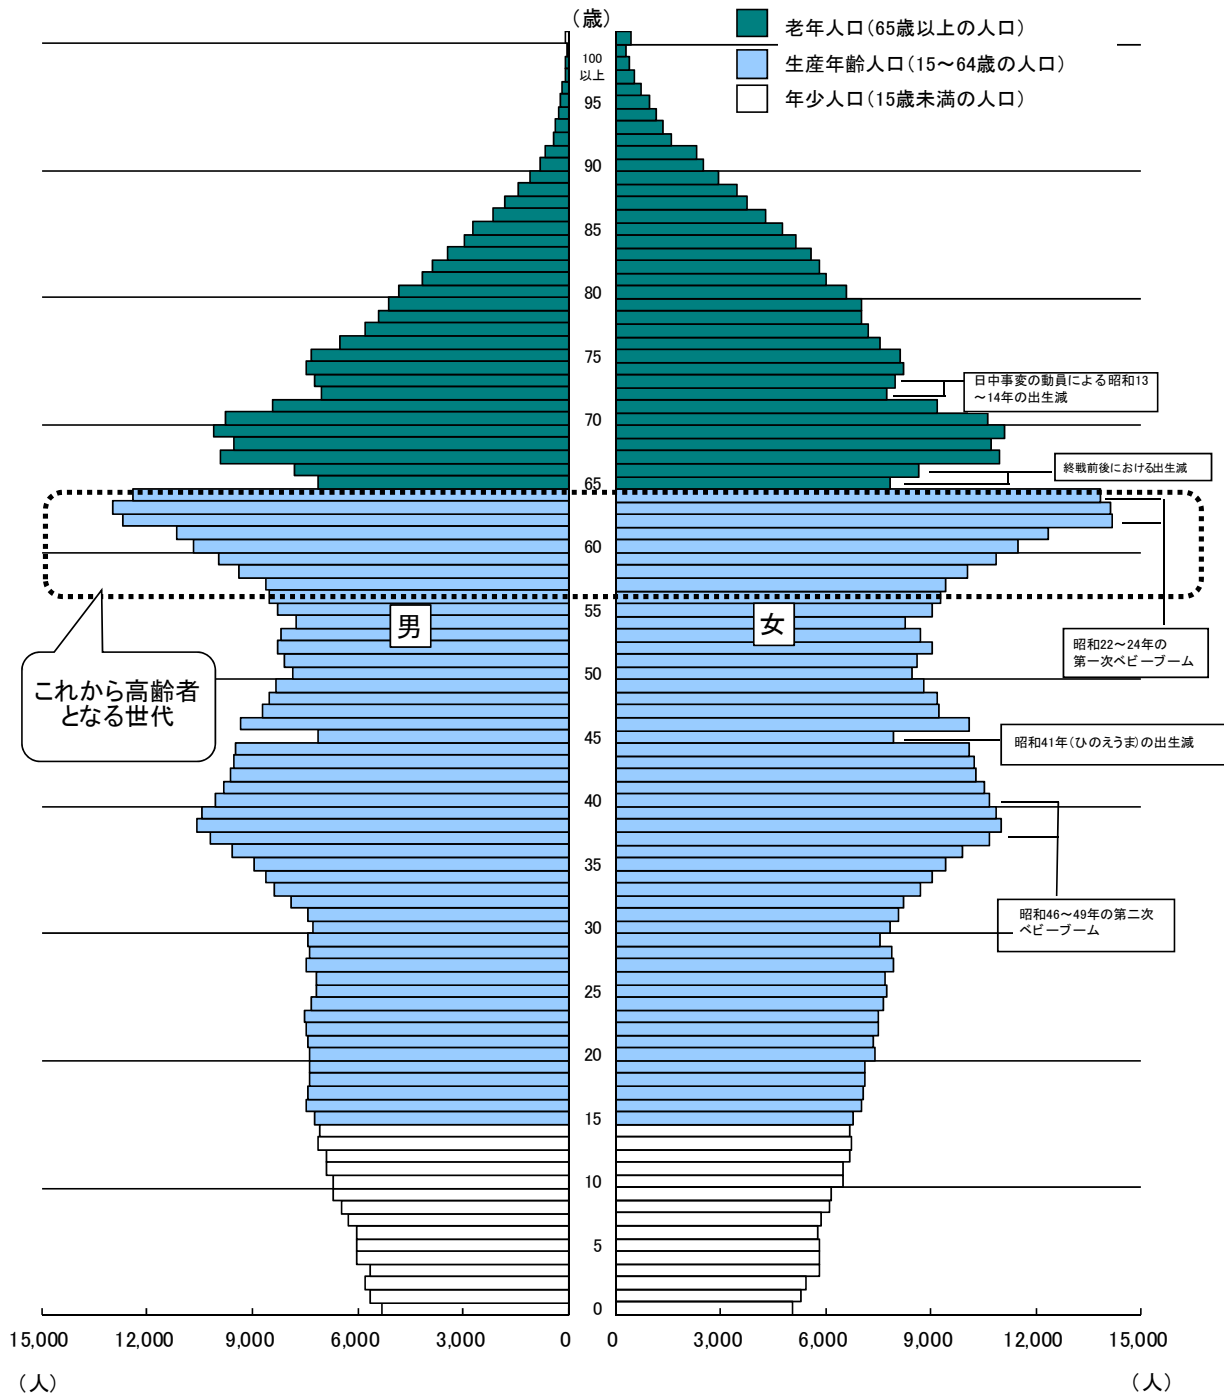 （歳）
老年人口（65歳以上の人口）
生産年齢人口（15～64歳の人口）
年少人口（15歳未満の人口）
100
以上
95
90
85
80
75
日中事変の動員による昭和13
～14年の出生減
70
終戦前後における出生減
65
60
55
男
女
昭和22～24年の
第一次ベビーブーム
50
これから高齢者
となる世代
45
昭和41年（ひのえうま）の出生減
40
35
昭和46～49年の第二次
ベビーブーム
30
25
20
15
10
5
0
15,000 12,000 9,000 6,000 3,000 0 0 3,000 6,000 9,000 12,000 15,000
（人） （人）